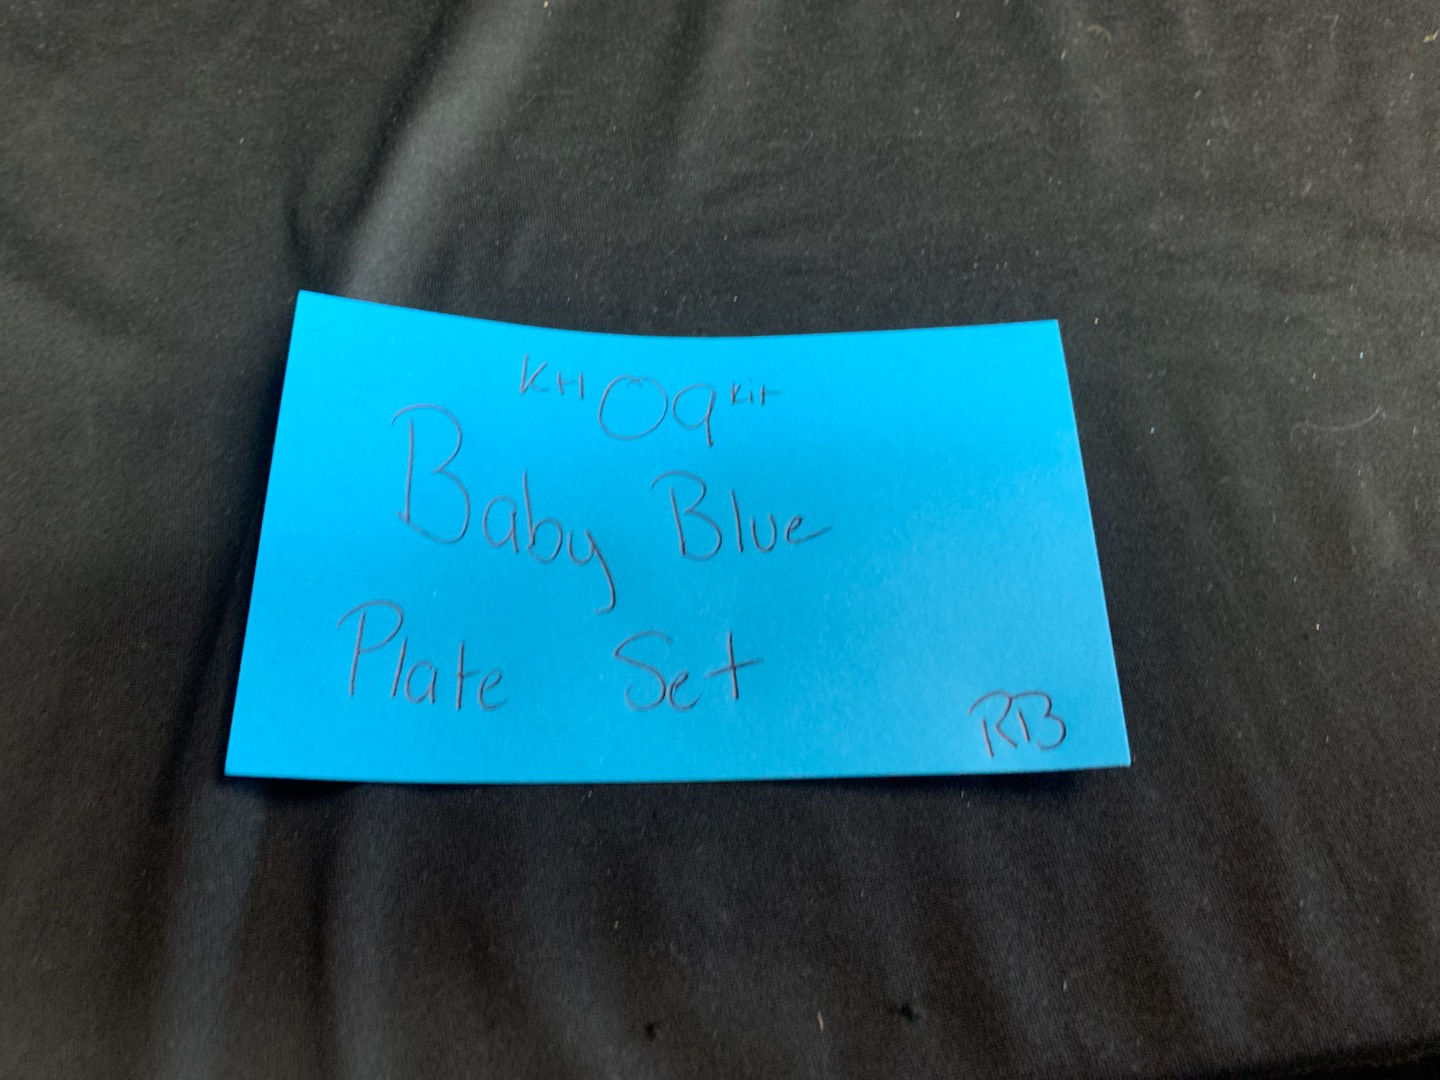 KH 09 Kit
Baby Blue
Plate Set
RB